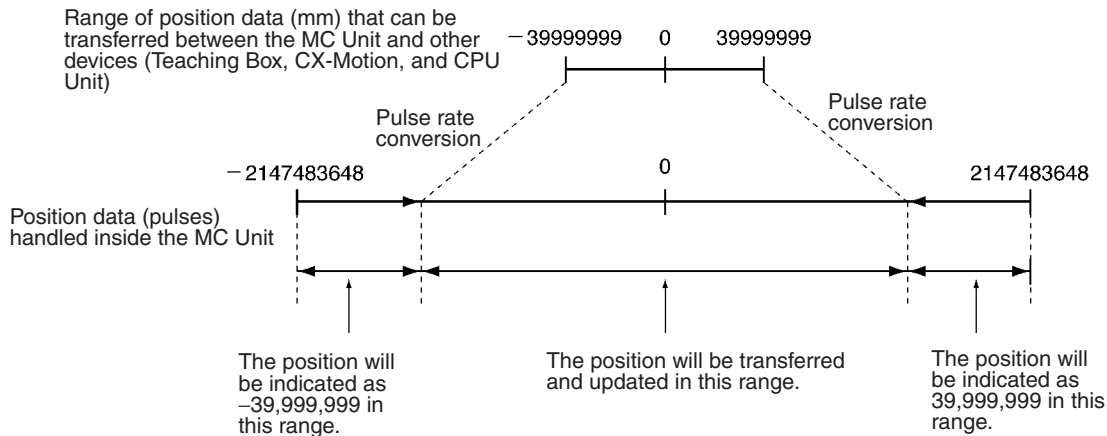 Range of position data (mm) that can be
transferred between the MC Unit and other
devices (Teaching Box, CX-Motion, and CPU
Unit)
−39999999 0 39999999
Pulse rate
conversion
Pulse rate
conversion
−2147483648 0 2147483648
Position data (pulses)
handled inside the MC Unit
The position will
be indicated as
–39,999,999 in
this range.
The position will be transferred
and updated in this range.
The position will
be indicated as
39,999,999 in this
range.